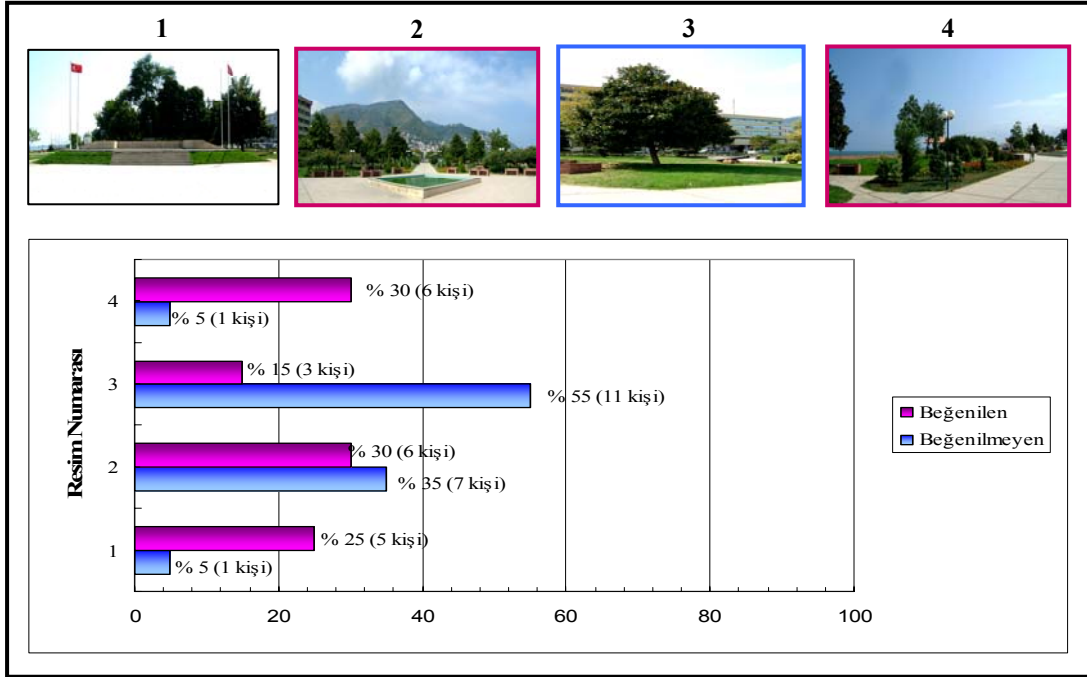 1 2 3 4
% 30 (6 kişi)
4
% 5 (1 kişi)
% 15 (3 kişi)
3
% 55 (11 kişi)
Resim Numarası
Beğenilen
Beğenilmeyen
% 30 (6 kişi)
2
% 35 (7 kişi)
% 25 (5 kişi)
1
% 5 (1 kişi)
0 20 40 60 80 100